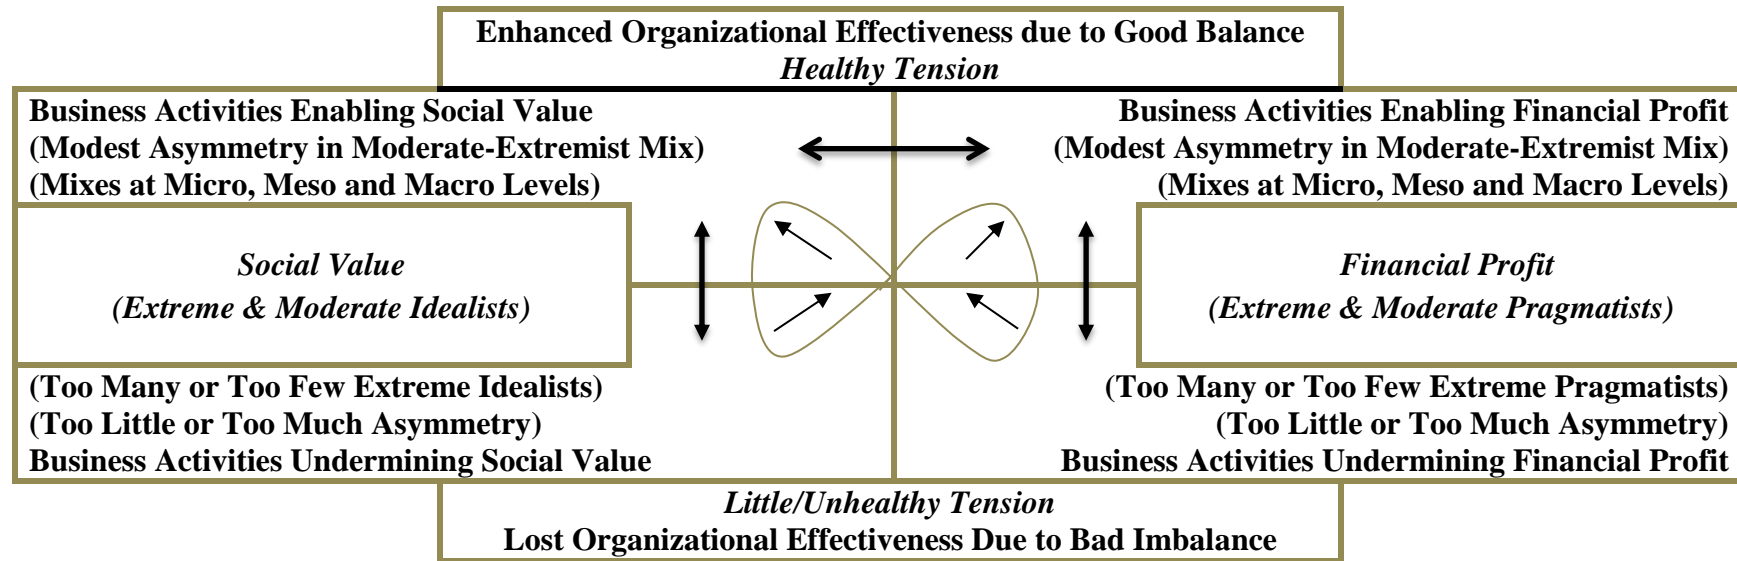 Enhanced Organizational Effectiveness due to Good Balance
Healthy Tension
Business Activities Enabling Social Value
(Modest Asymmetry in Moderate-Extremist Mix)
(Mixes at Micro, Meso and Macro Levels)
Business Activities Enabling Financial Profit
(Modest Asymmetry in Moderate-Extremist Mix)
(Mixes at Micro, Meso and Macro Levels)
Social Value
(Extreme & Moderate Idealists)
Financial Profit
(Extreme & Moderate Pragmatists)
(Too Many or Too Few Extreme Idealists)
(Too Little or Too Much Asymmetry)
Business Activities Undermining Social Value
(Too Many or Too Few Extreme Pragmatists)
(Too Little or Too Much Asymmetry)
Business Activities Undermining Financial Profit
Little/Unhealthy Tension
Lost Organizational Effectiveness Due to Bad Imbalance